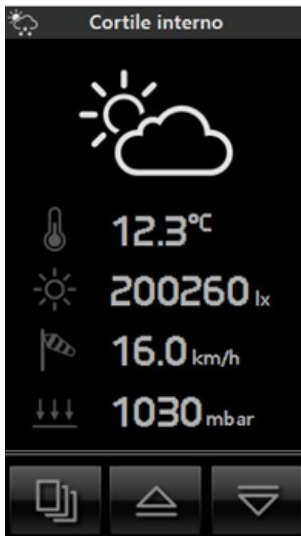 Cortile interno
12.3°C
200260 lx
16.0 km/h
1030 mbar